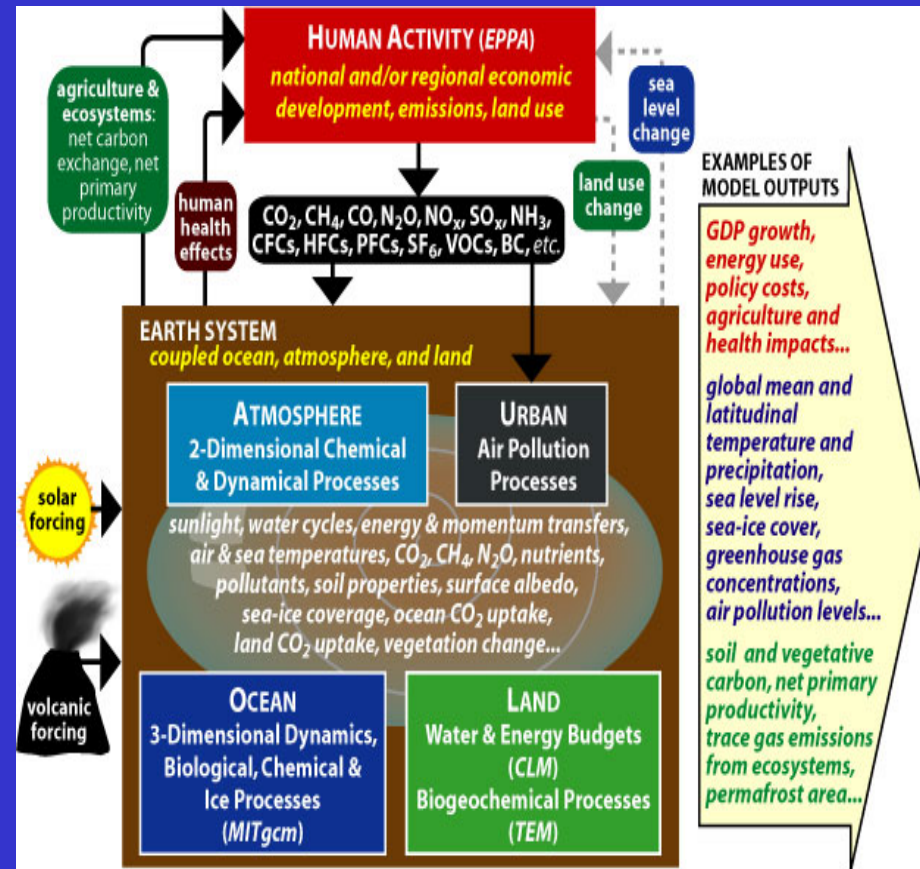 HUMAN ACTIVITY (EPPA)
national and/or regional economic
development, emissions, land use
agriculture &
ecosystems:
net carbon
exchange, net
primary
productivity
human
health
effects
sea
level
change
land use
change
CO₂, CH₄, CO, N₂O, NOₓ, SOₓ, NH₃,
CFCs, HFCs, PFCs, SF₆, VOCs, BC, etc.
EARTH SYSTEM
coupled ocean, atmosphere, and land
ATMOSPHERE
2-Dimensional Chemical
& Dynamical Processes
URBAN
Air Pollution
Processes
solar
forcing
sunlight, water cycles, energy & momentum transfers,
air & sea temperatures, CO₂, CH₄, N₂O, nutrients,
pollutants, soil properties, surface albedo,
sea-ice coverage, ocean CO₂ uptake,
land CO₂ uptake, vegetation change...
volcanic
forcing
OCEAN
3-Dimensional Dynamics,
Biological, Chemical &
Ice Processes
(MITgcm)
LAND
Water & Energy Budgets
(CLM)
Biogeochemical Processes
(TEM)
EXAMPLES OF
MODEL OUTPUTS
GDP growth,
energy use,
policy costs,
agriculture and
health impacts...
global mean and
latitudinal
temperature and
precipitation,
sea level rise,
sea-ice cover,
greenhouse gas
concentrations,
air pollution levels...
soil and vegetative
carbon, net primary
productivity,
trace gas emissions
from ecosystems,
permafrost area...